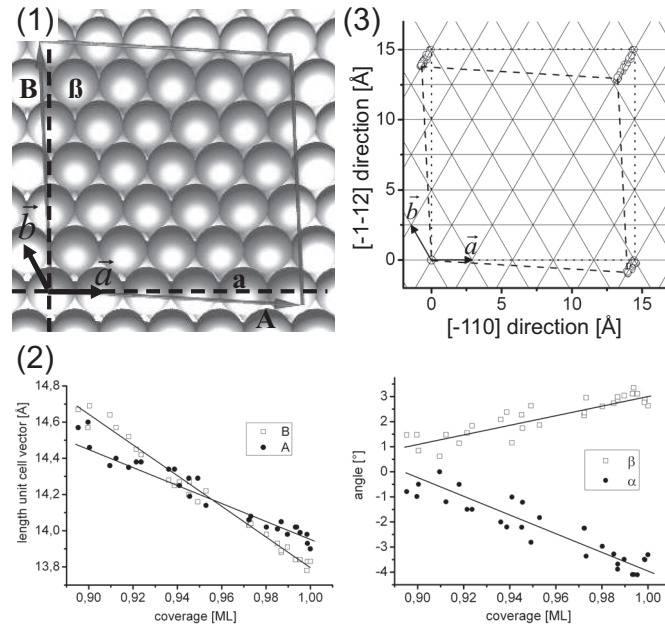 (1)
B
ß
b
a
a
A
(3)
[-1-12] direction [Å]
15
10
5
0
b
a
0
5
10
15
[-110] direction [Å]
(2)
length unit cell vector [Å]
14,8
14,6
14,4
14,2
14,0
13,8
B
A
0,90 0,92 0,94 0,96 0,98 1,00
coverage [ML]
angle [°]
4
3
2
1
0
-1
-2
-3
-4
β
α
0,90 0,92 0,94 0,96 0,98 1,00
coverage [ML]